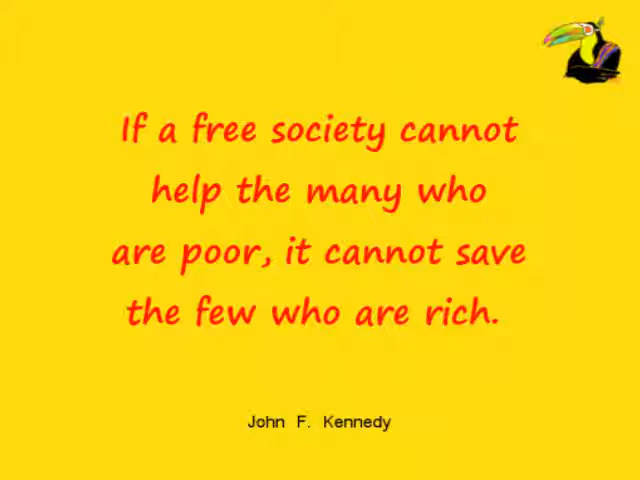 If a free society cannot
help the many who
are poor, it cannot save
the few who are rich.
John F. Kennedy